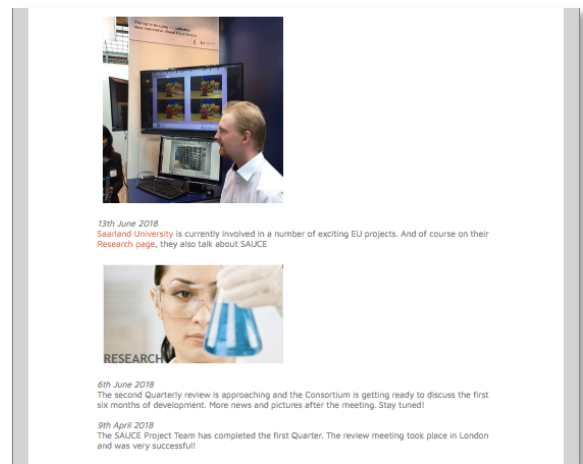 13th June 2018
Saarland University is currently involved in a number of exciting EU projects. And of course on their
Research page, they also talk about SAUCE
RESEARCH
6th June 2018
The second Quarterly review is approaching and the Consortium is getting ready to discuss the first
six months of development. More news and pictures after the meeting. Stay tuned!
9th April 2018
The SAUCE Project Team has completed the first Quarter. The review meeting took place in London
and was very successful!